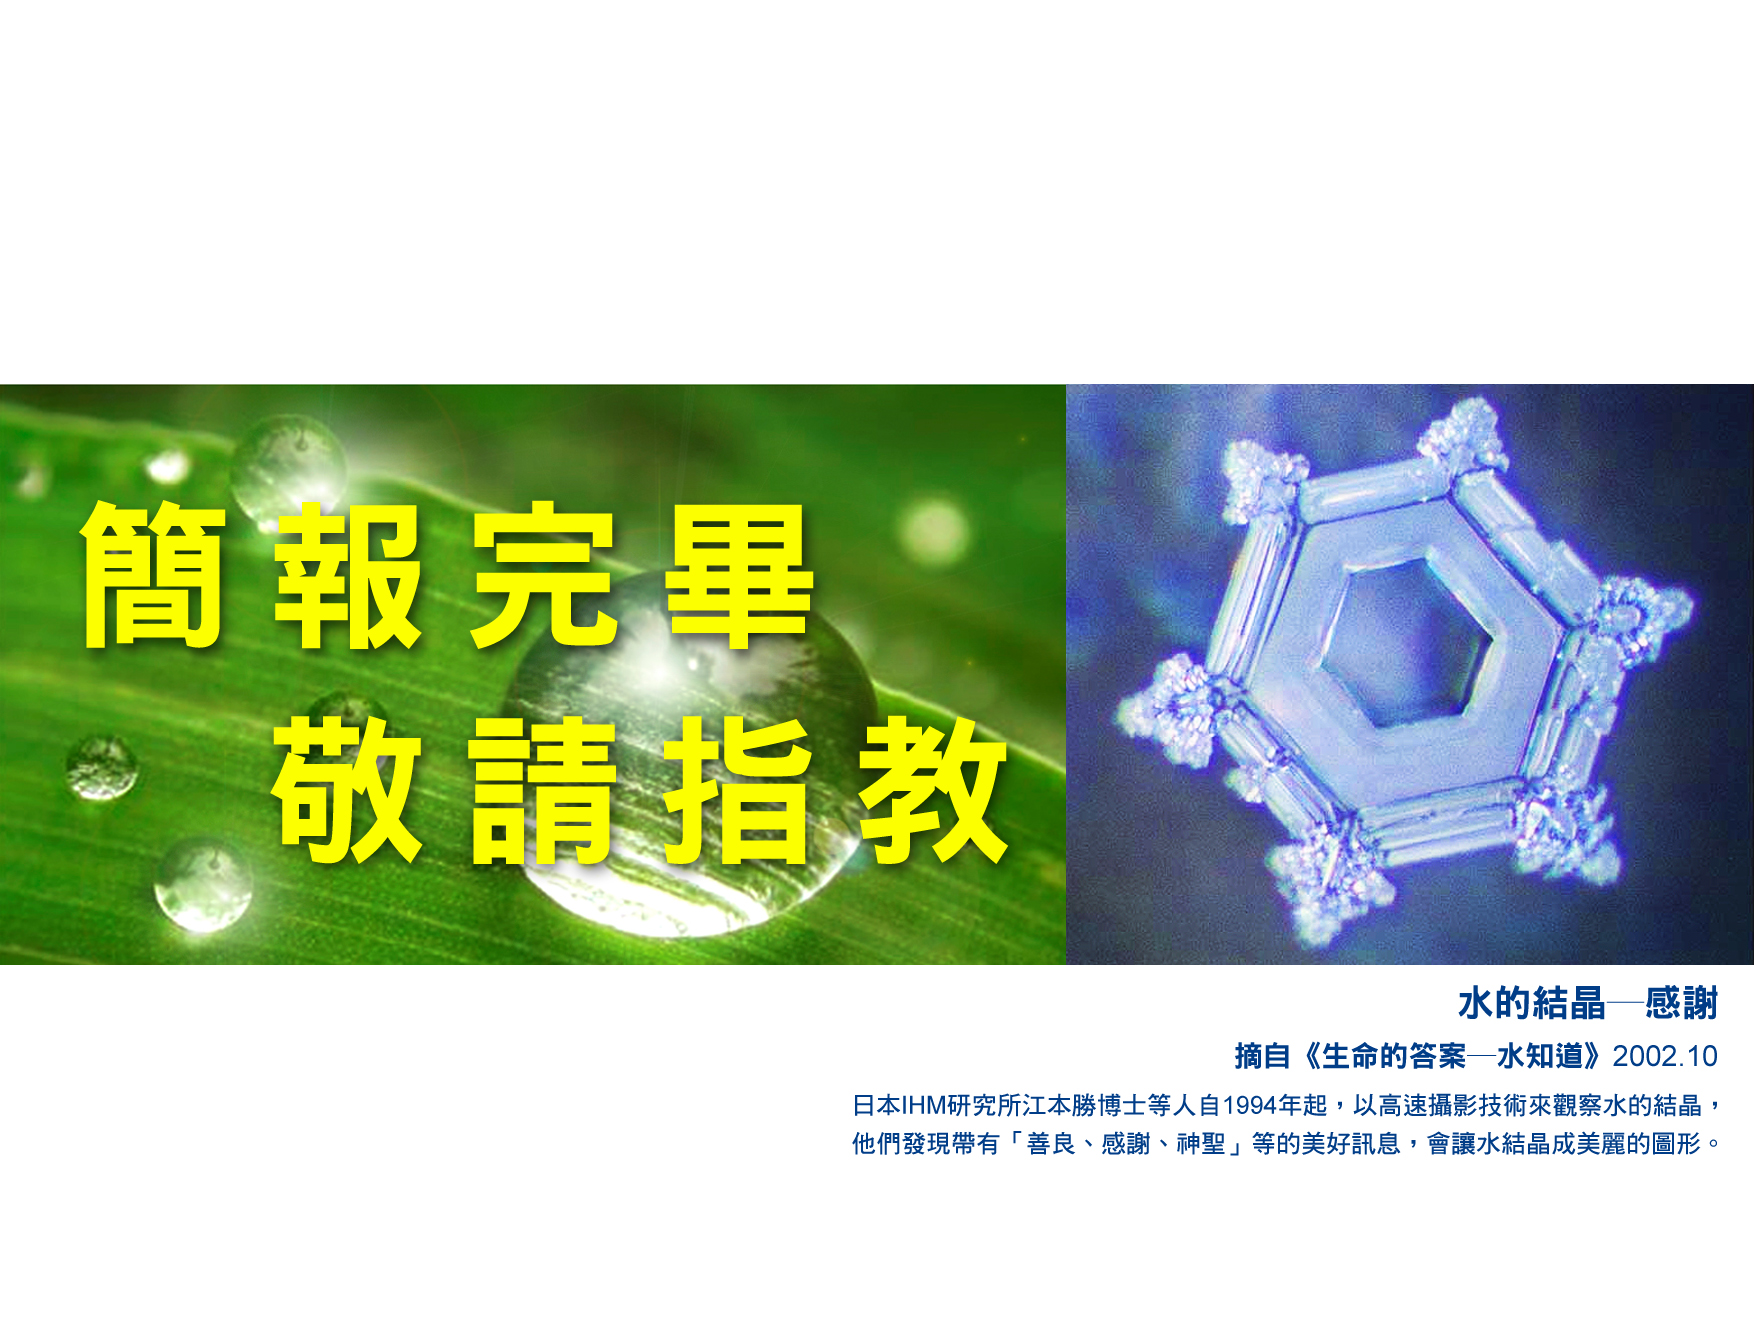 簡報完畢
敬請指教
水的結晶─感謝
摘自《生命的答案─水知道》2002.10
日本IHM研究所江本勝博士等人自1994年起，以高速攝影技術來觀察水的結晶，
他們發現帶有「善良、感謝、神聖」等的美好訊息，會讓水結晶成美麗的圖形。